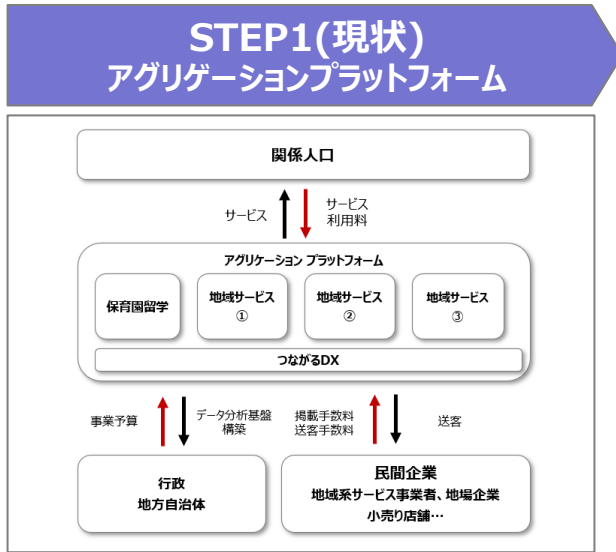 STEP1(現状)
アグリゲーションプラットフォーム
関係人口
サービス
サービス
利用料
アグリケーション プラットフォーム
保育園留学
地域サービス
①
地域サービス
②
地域サービス
③
つながるDX
事業予算
データ分析基盤
構築
掲載手数料
送客手数料
送客
行政
地方自治体
民間企業
地域系サービス事業者、地場企業
小売り店舗…